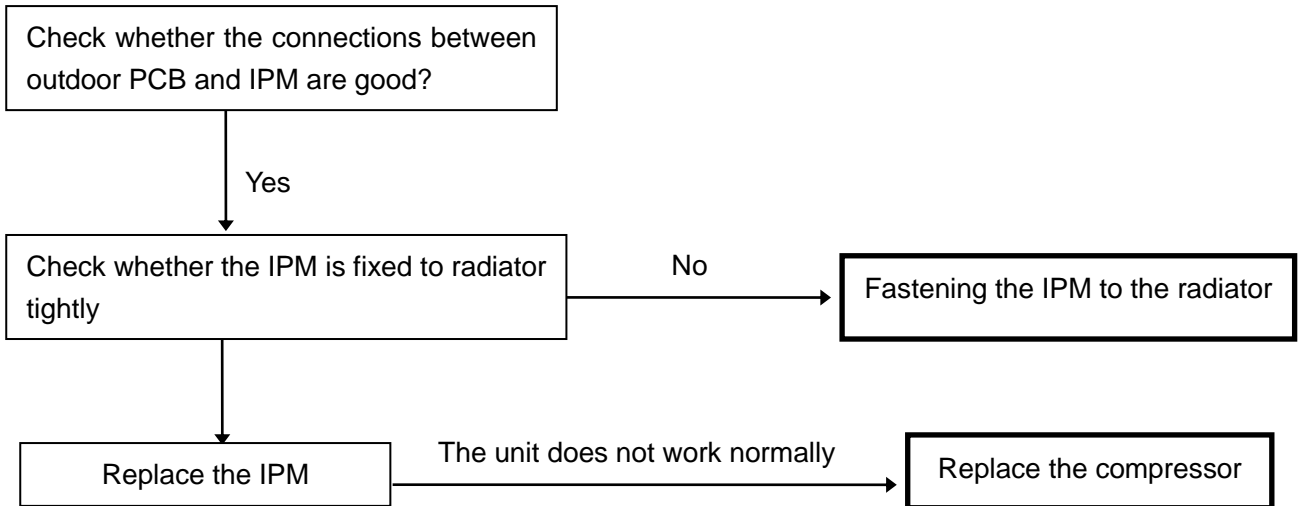 Check whether the connections between
outdoor PCB and IPM are good?
Yes
Check whether the IPM is fixed to radiator
tightly
No
Fastening the IPM to the radiator
Replace the IPM
The unit does not work normally
Replace the compressor